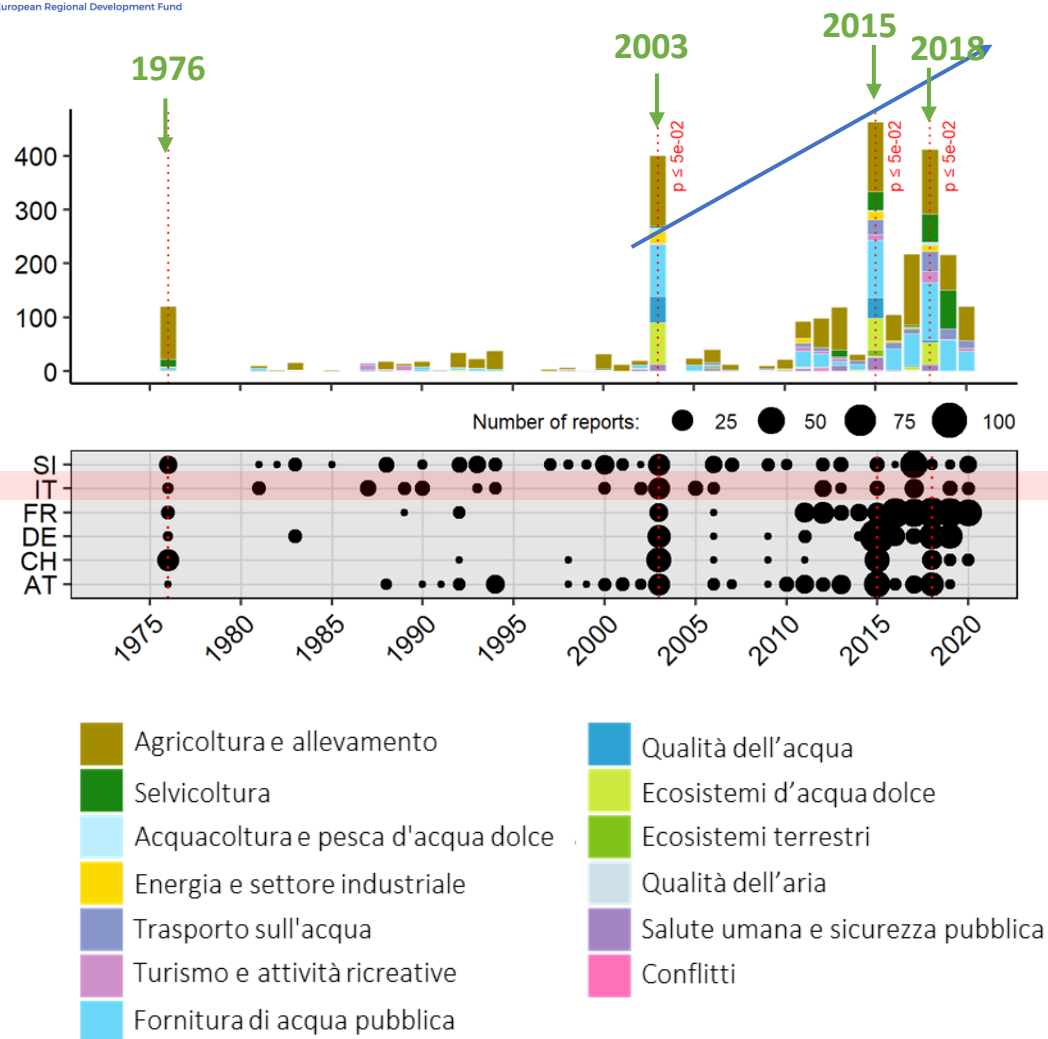 European Regional Development Fund
1976
2003
2015
2018
400
300
200
100
0
p ≤ 5e-02
p ≤ 5e-02
p ≤ 5e-02
Number of reports: 25 50 75 100
SI
IT
FR
DE
CH
AT
1975 1980 1985 1990 1995 2000 2005 2010 2015 2020
Agricoltura e allevamento
Selvicoltura
Acquacoltura e pesca d'acqua dolce
Energia e settore industriale
Trasporto sull'acqua
Turismo e attività ricreative
Fornitura di acqua pubblica
Qualità dell’acqua
Ecosistemi d’acqua dolce
Ecosistemi terrestri
Qualità dell’aria
Salute umana e sicurezza pubblica
Conflitti